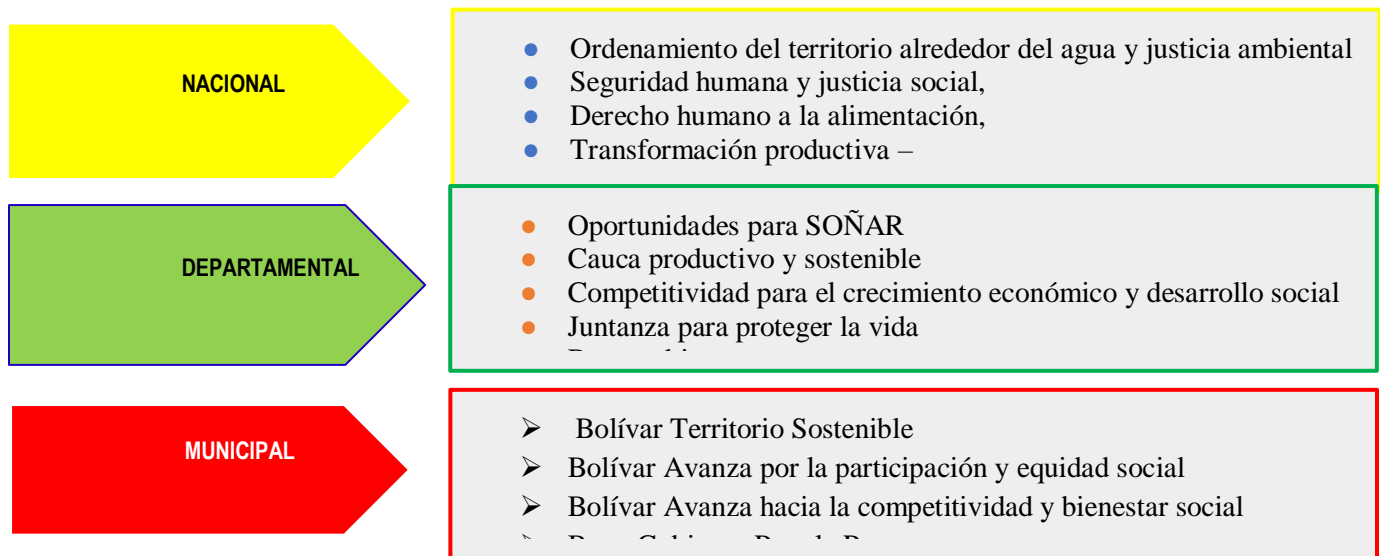 NACIONAL
● Ordenamiento del territorio alrededor del agua y justicia ambiental
● Seguridad humana y justicia social,
● Derecho humano a la alimentación,
● Transformación productiva –
DEPARTAMENTAL
● Oportunidades para SOÑAR
● Cauca productivo y sostenible
● Competitividad para el crecimiento económico y desarrollo social
● Juntanza para proteger la vida
MUNICIPAL
➢ Bolívar Territorio Sostenible
➢ Bolívar Avanza por la participación y equidad social
➢ Bolívar Avanza hacia la competitividad y bienestar social